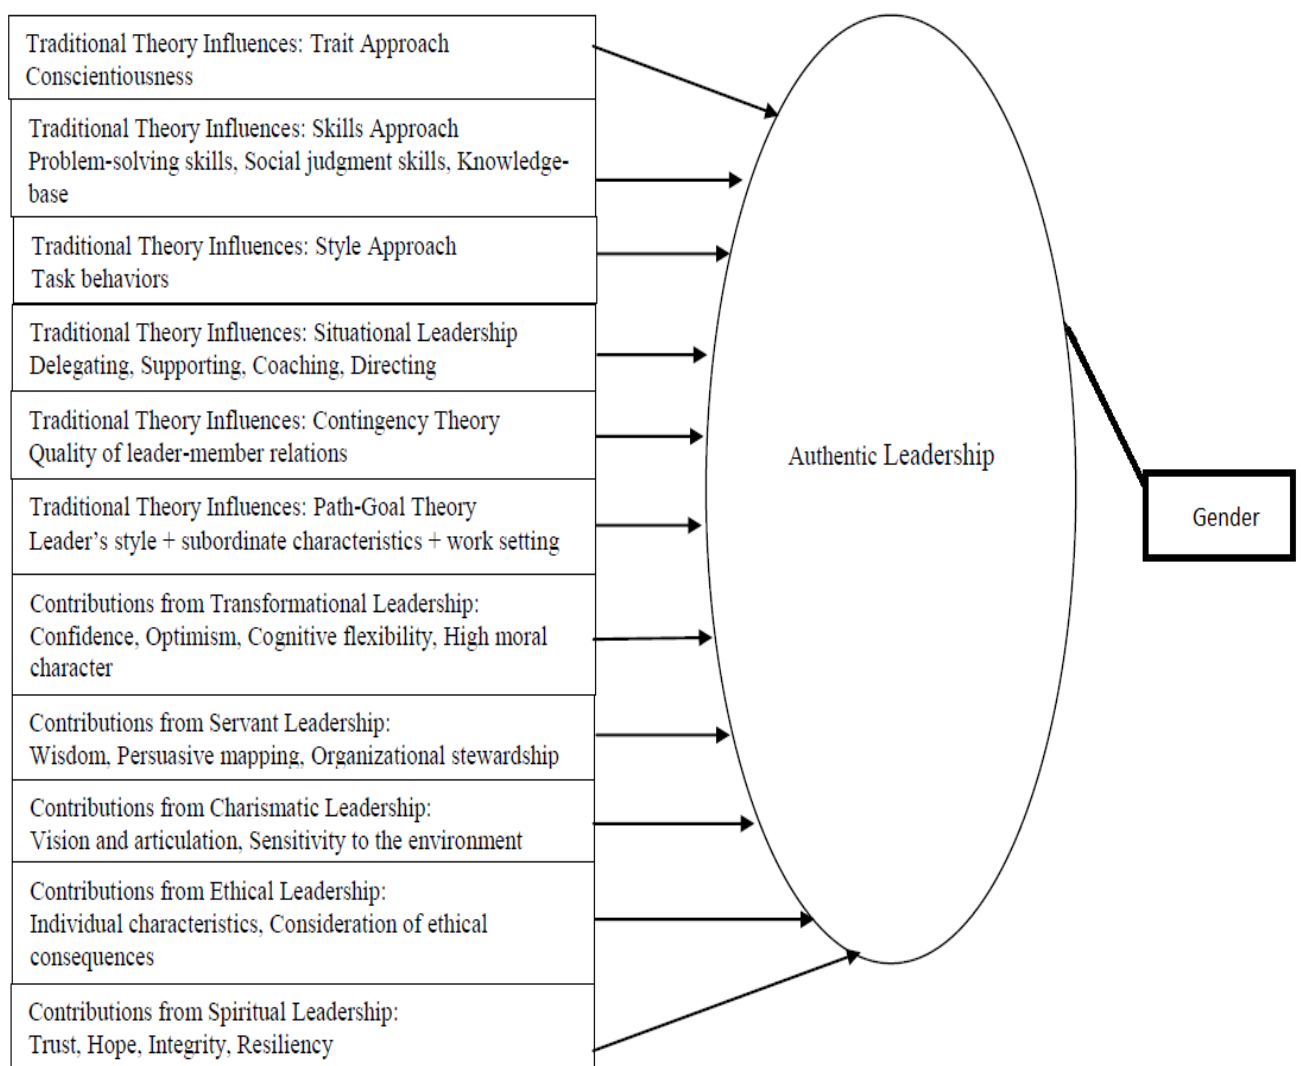 Traditional Theory Influences: Trait Approach
Conscientiousness
Traditional Theory Influences: Skills Approach
Problem-solving skills, Social judgment skills, Knowledge-
base
Traditional Theory Influences: Style Approach
Task behaviors
Traditional Theory Influences: Situational Leadership
Delegating, Supporting, Coaching, Directing
Traditional Theory Influences: Contingency Theory
Quality of leader-member relations
Traditional Theory Influences: Path-Goal Theory
Leader’s style + subordinate characteristics + work setting
Contributions from Transformational Leadership:
Confidence, Optimism, Cognitive flexibility, High moral
character
Contributions from Servant Leadership:
Wisdom, Persuasive mapping, Organizational stewardship
Contributions from Charismatic Leadership:
Vision and articulation, Sensitivity to the environment
Contributions from Ethical Leadership:
Individual characteristics, Consideration of ethical
consequences
Contributions from Spiritual Leadership:
Trust, Hope, Integrity, Resiliency
Authentic Leadership
Gender